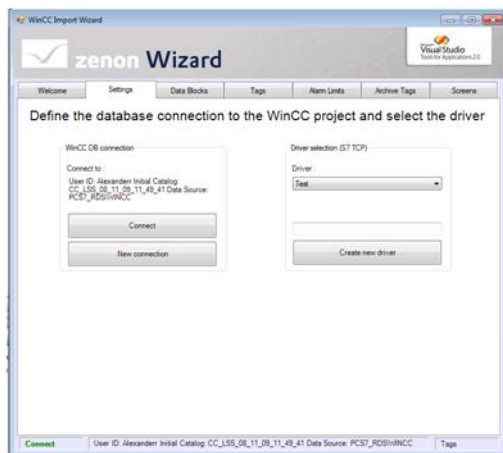 WinCC Import Wizard
zenon Wizard
Visual Studio
Tools for Applications 2.0
Welcome
Settings
Data Blocks
Tags
Alarm Limits
Archive Tags
Screens
Define the database connection to the WinCC project and select the driver
WinCC DB connection
Connect to :
User ID: Alexanderr Initial Catalog:
CC_LSS_08_11_09_11_49_41 Data Source:
PCS7_RDS\WINCC
Connect
New connection
Driver selection (S7 TCP)
Driver :
Test
Create new driver
Connect
User ID: Alexanderr Initial Catalog: CC_LSS_08_11_09_11_49_41 Data Source: PCS7_RDS\WINCC
Tags